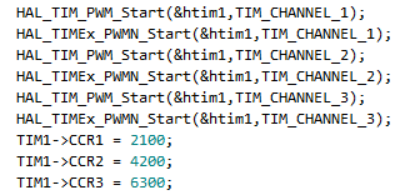 HAL_TIM_PWM_Start(&htim1,TIM_CHANNEL_1);
HAL_TIMEx_PWMN_Start(&htim1,TIM_CHANNEL_1);
HAL_TIM_PWM_Start(&htim1,TIM_CHANNEL_2);
HAL_TIMEx_PWMN_Start(&htim1,TIM_CHANNEL_2);
HAL_TIM_PWM_Start(&htim1,TIM_CHANNEL_3);
HAL_TIMEx_PWMN_Start(&htim1,TIM_CHANNEL_3);
TIM1->CCR1 = 2100;
TIM1->CCR2 = 4200;
TIM1->CCR3 = 6300;